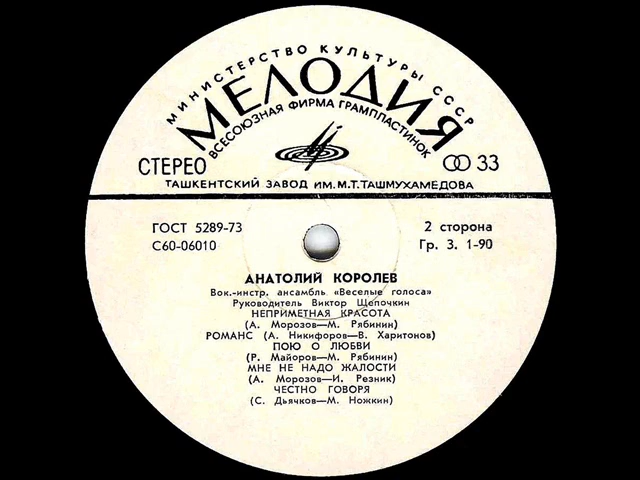 МИНИСТЕРСТВО КУЛЬТУРЫ СССР
МЕЛОДИЯ
ВСЕСОЮЗНАЯ ФИРМА ГРАМПЛАСТИНОК
СТЕРЕО 33
ТАШКЕНТСКИЙ ЗАВОД ИМ. М.Т.ТАШМУХАМЕДОВА
ГОСТ 5289-73 2 сторона
С60-06010 Гр. 3. 1-90
АНАТОЛИЙ КОРОЛЕВ
Вок.-инстр. ансамбль «Веселые голоса»
Руководитель Виктор Щепочкин
НЕПРИМЕТНАЯ КРАСОТА
(А. Морозов—М. Рябинин)
РОМАНС (А. Никифоров—В. Харитонов)
ПОЮ О ЛЮБВИ
(Р. Майоров—М. Рябинин)
МНЕ НЕ НАДО ЖАЛОСТИ
(А. Морозов—И. Резник)
ЧЕСТНО ГОВОРЯ
(С. Дьячков—М. Ножкин)